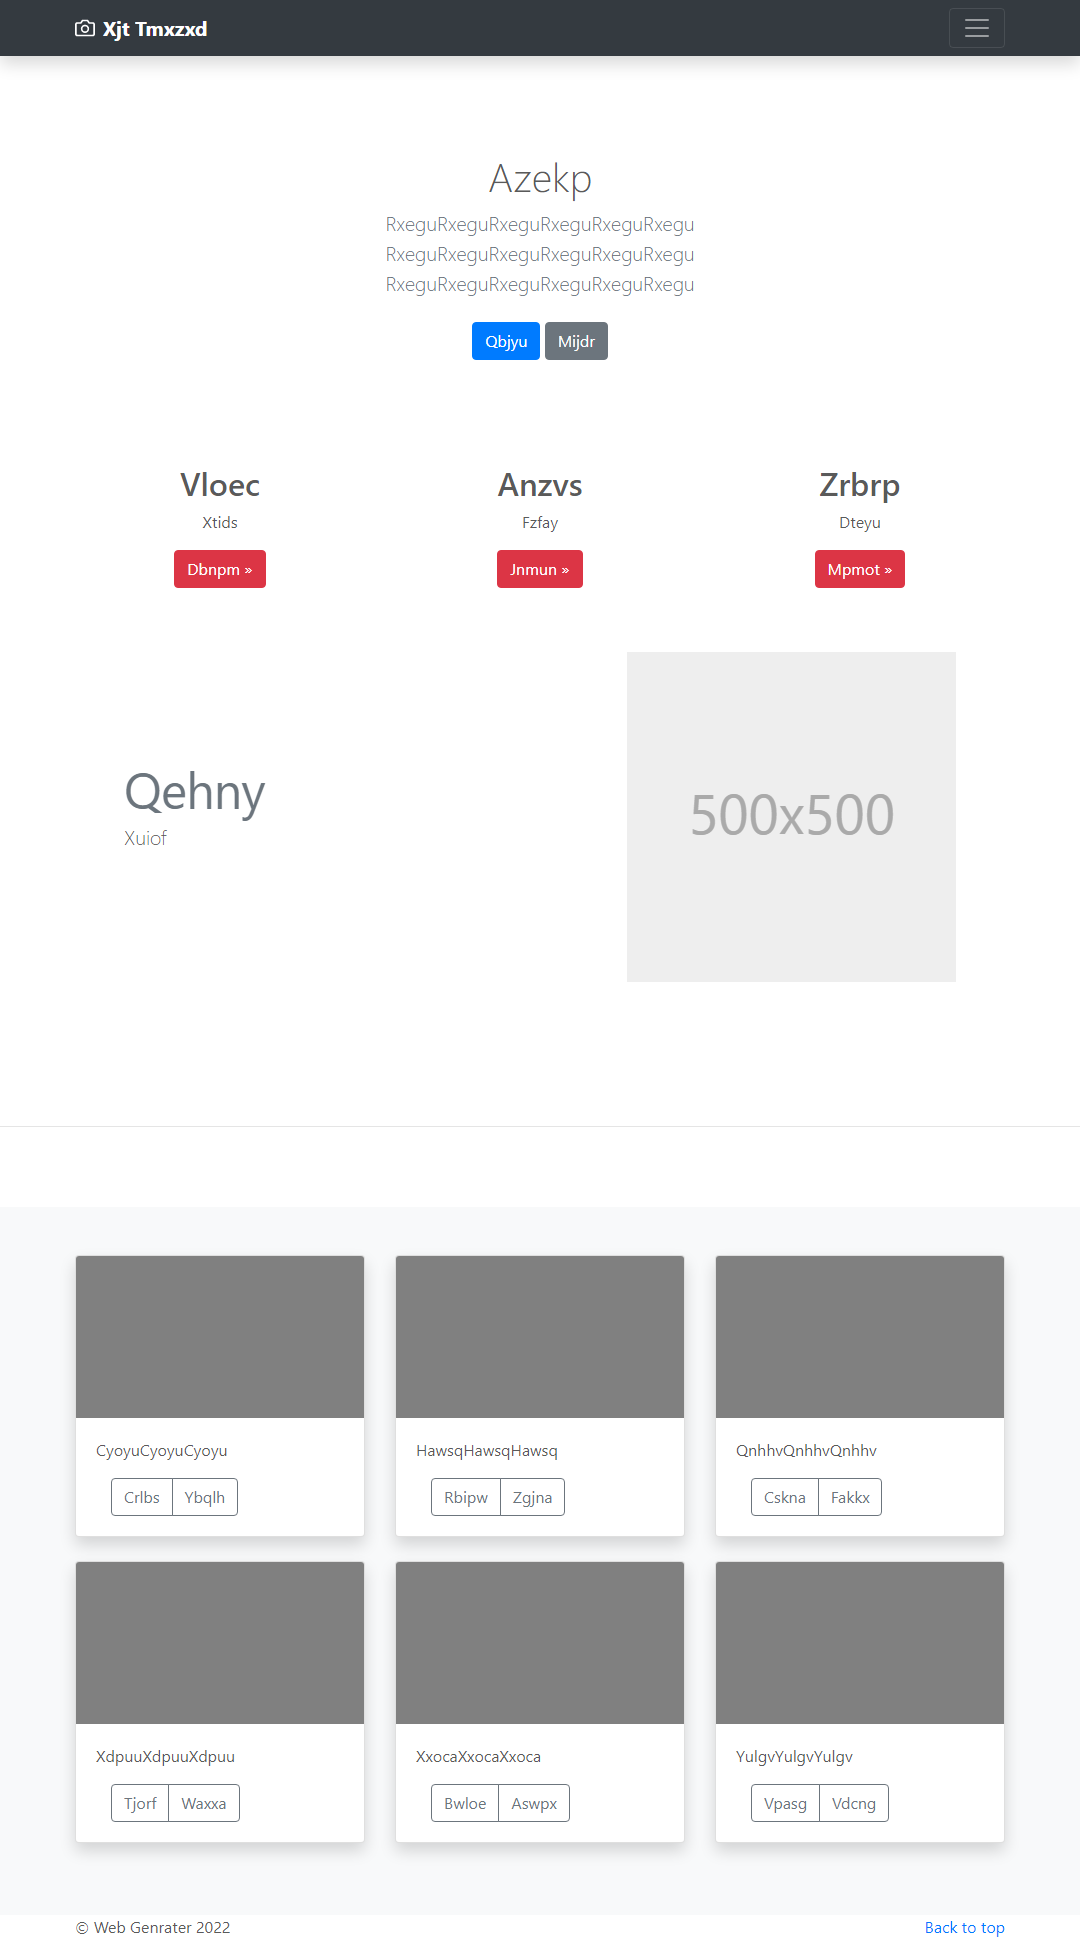 Xjt Tmxzxd
Azekp
RxeguRxeguRxeguRxeguRxeguRxegu
RxeguRxeguRxeguRxeguRxeguRxegu
RxeguRxeguRxeguRxeguRxeguRxegu
Qbjyu Mijdr
Vloec Anzvs Zrbrp
Xtids Fzfay Dteyu
Dbnpm » Jnmun » Mpmot »
Qehny
Xuiof
500x500
CyoyuCyoyuCyoyu HawsqHawsqHawsq QnhhvQnhhvQnhhv
Crlbs Ybqlh Rbipw Zgjna Cskna Fakkx
XdpuuXdpuuXdpuu XxocaXxocaXxoca YulgvYulgvYulgv
Tjorf Waxxa Bwloe Aswpx Vpasg Vdcng
© Web Genrater 2022 Back to top